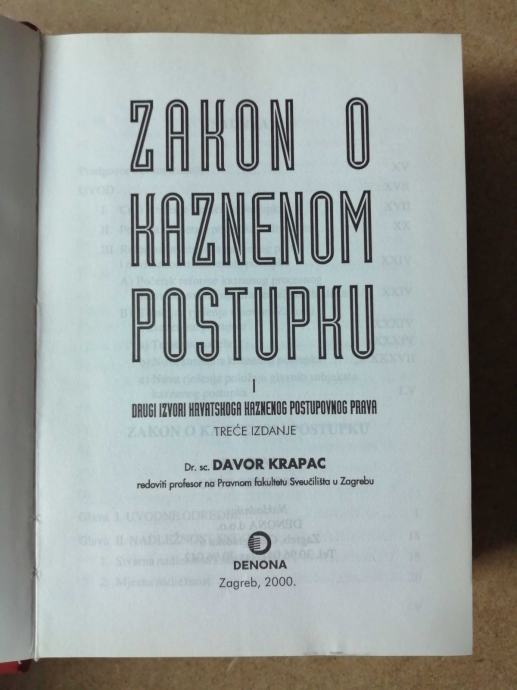 ZAKON O
KAZNENOM
POSTUPKU
I
DRUGI IZVORI HRVATSKOGA KAZNENOG POSTUPOVNOG PRAVA
TREĆE IZDANJE
Dr. sc. DAVOR KRAPAC
redoviti profesor na Pravnom fakultetu Sveučilišta u Zagrebu
DENONA
Zagreb, 2000.